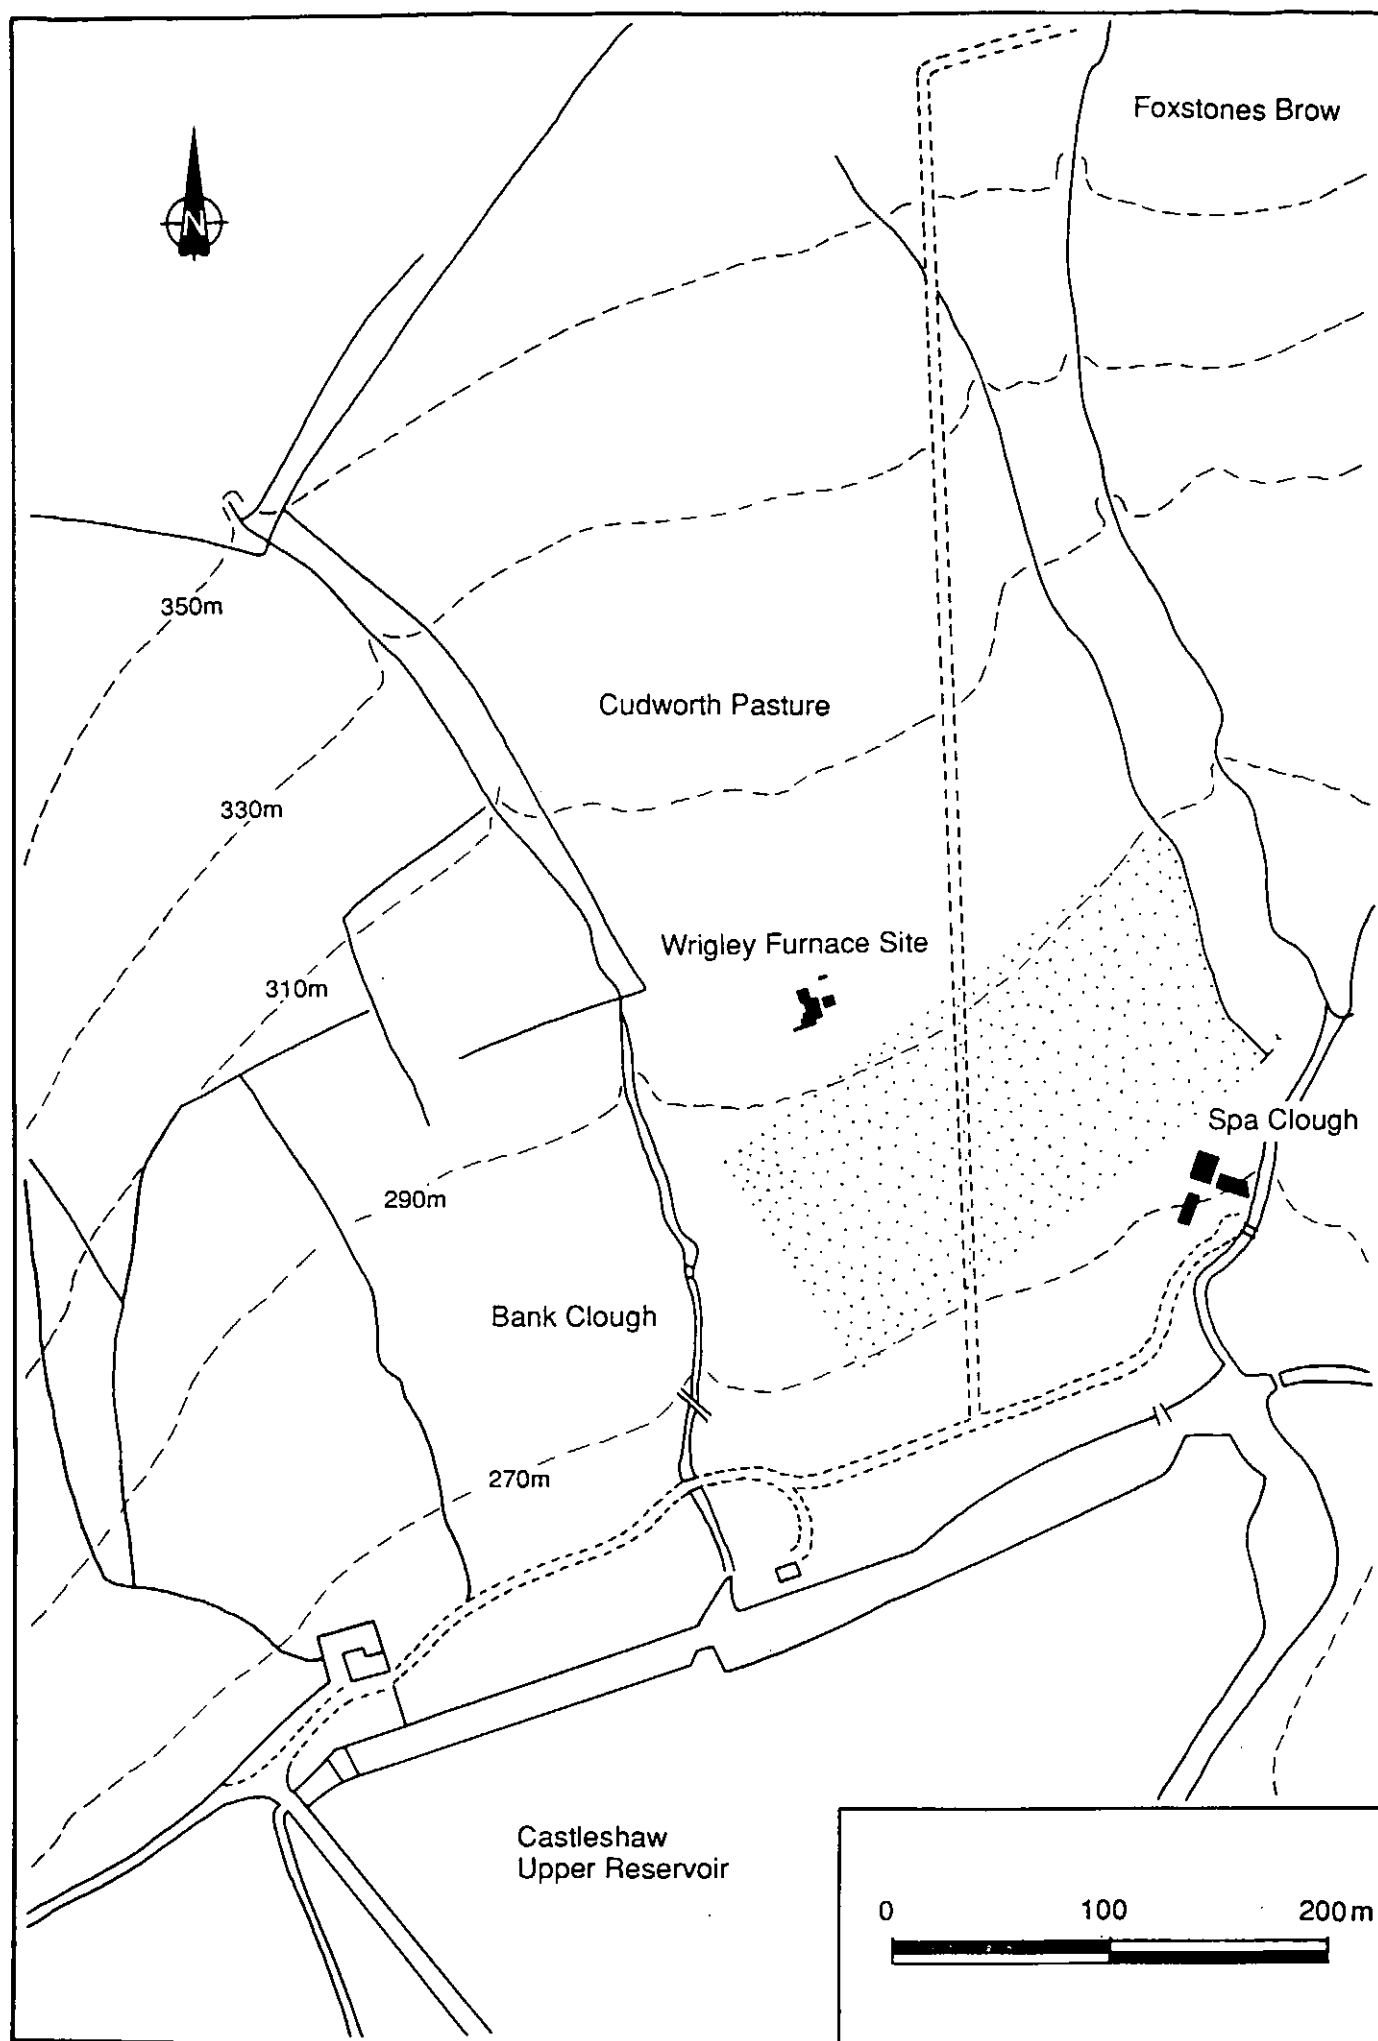 Foxstones Brow
N
350m
Cudworth Pasture
330m
Wrigley Furnace Site
310m
Spa Clough
290m
Bank Clough
270m
Castleshaw
Upper Reservoir
0 100 200m